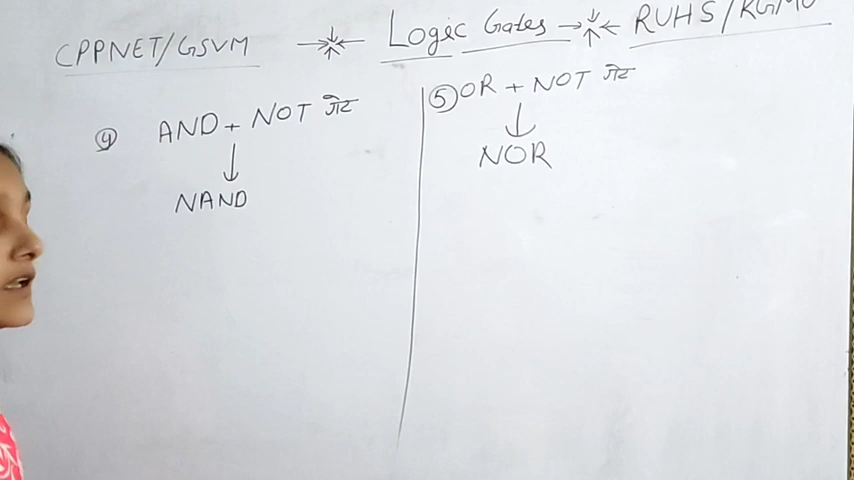 CPPNET/GSVM Logic Gates RUHS/KGMU
④ AND + NOT गेट
↓
NAND
⑤ OR + NOT गेट
↓
NOR